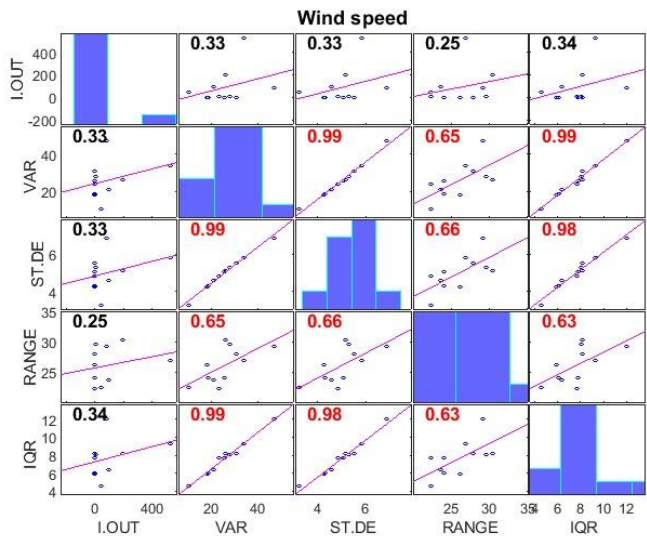 Wind speed
I.OUT 400 200 0 -200 0.33 0.33 0.25 0.34
VAR 40 20 0.33 0.99 0.65 0.99
ST.DE 6 4 0.33 0.99 0.66 0.98
RANGE 35 30 25 20 0.25 0.65 0.66 0.63
IQR 12 10 8 6 4 0.34 0.99 0.98 0.63
0 400 20 40 4 6 25 30 35 4 6 8 10 12
I.OUT VAR ST.DE RANGE IQR